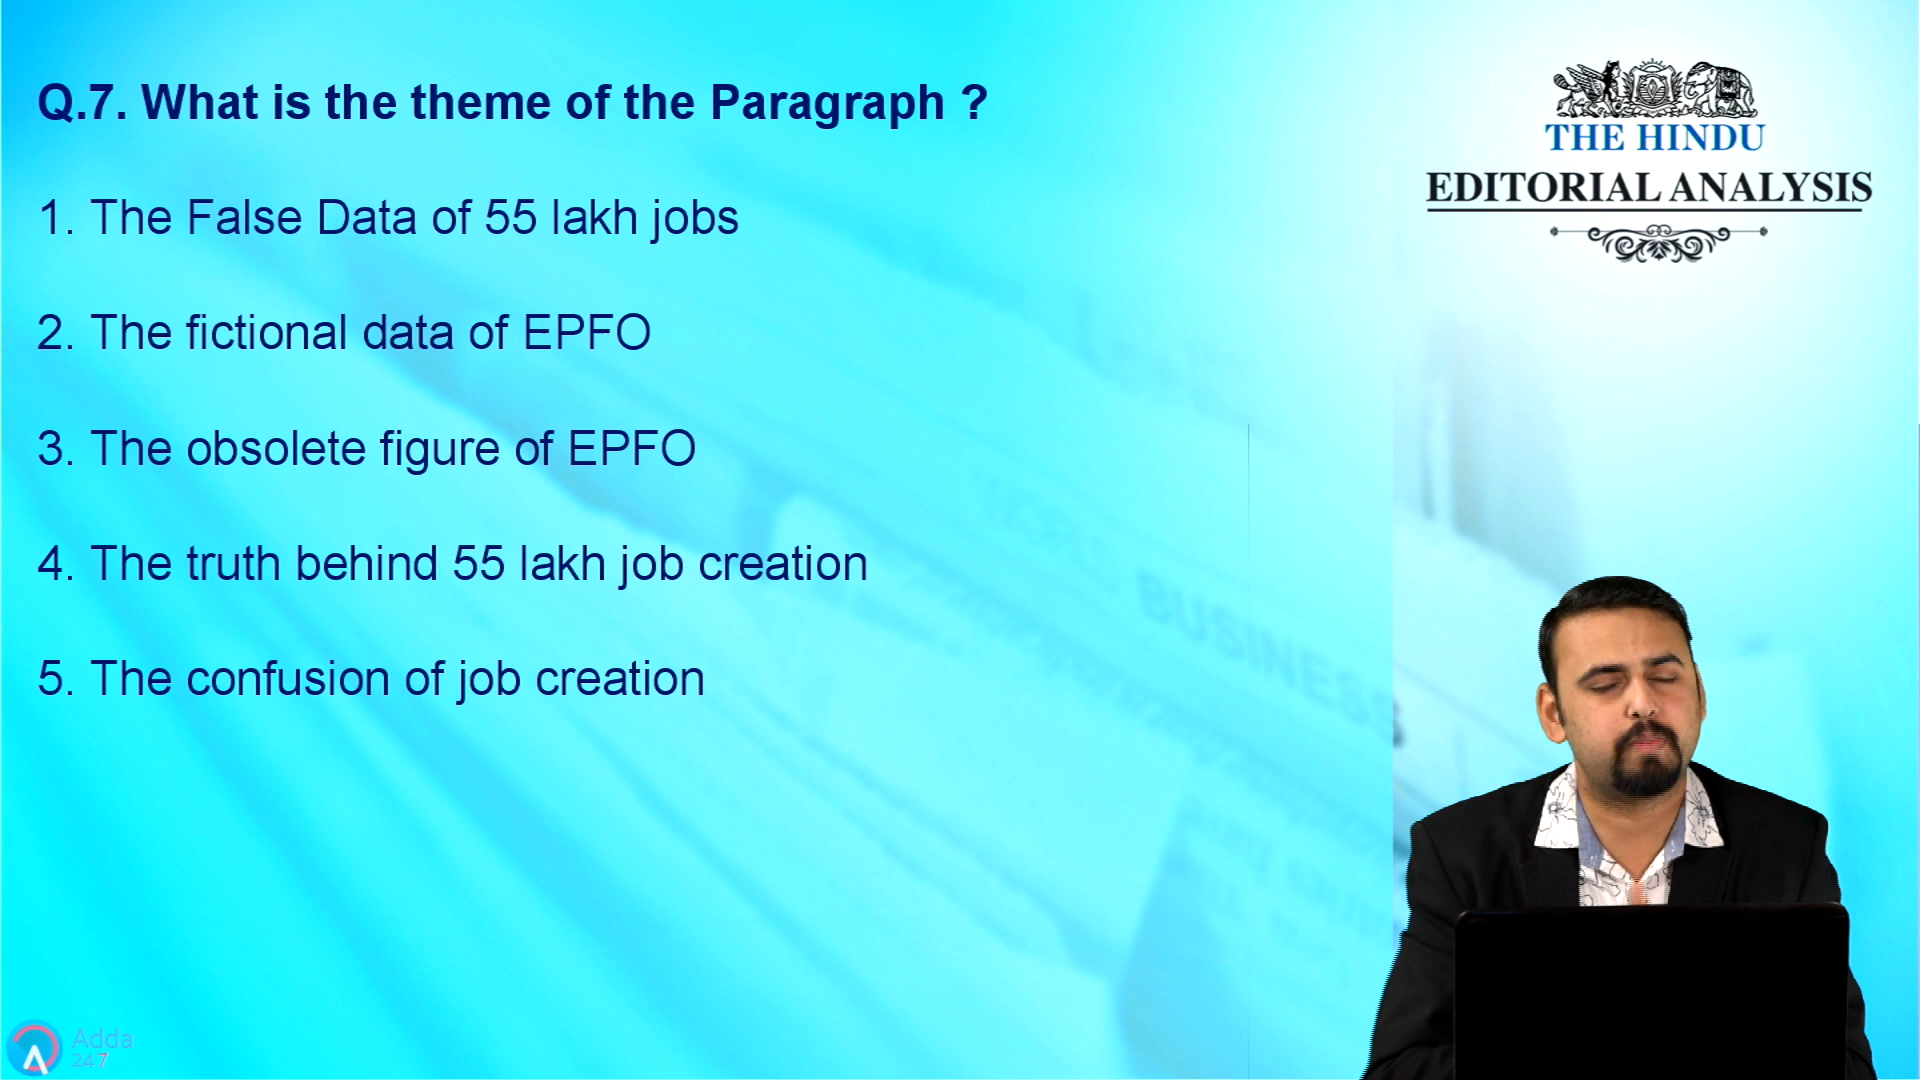 Q.7. What is the theme of the Paragraph ?
1. The False Data of 55 lakh jobs
2. The fictional data of EPFO
3. The obsolete figure of EPFO
4. The truth behind 55 lakh job creation
5. The confusion of job creation
THE HINDU
EDITORIAL ANALYSIS
WORLD BUSINESS
Adda
247